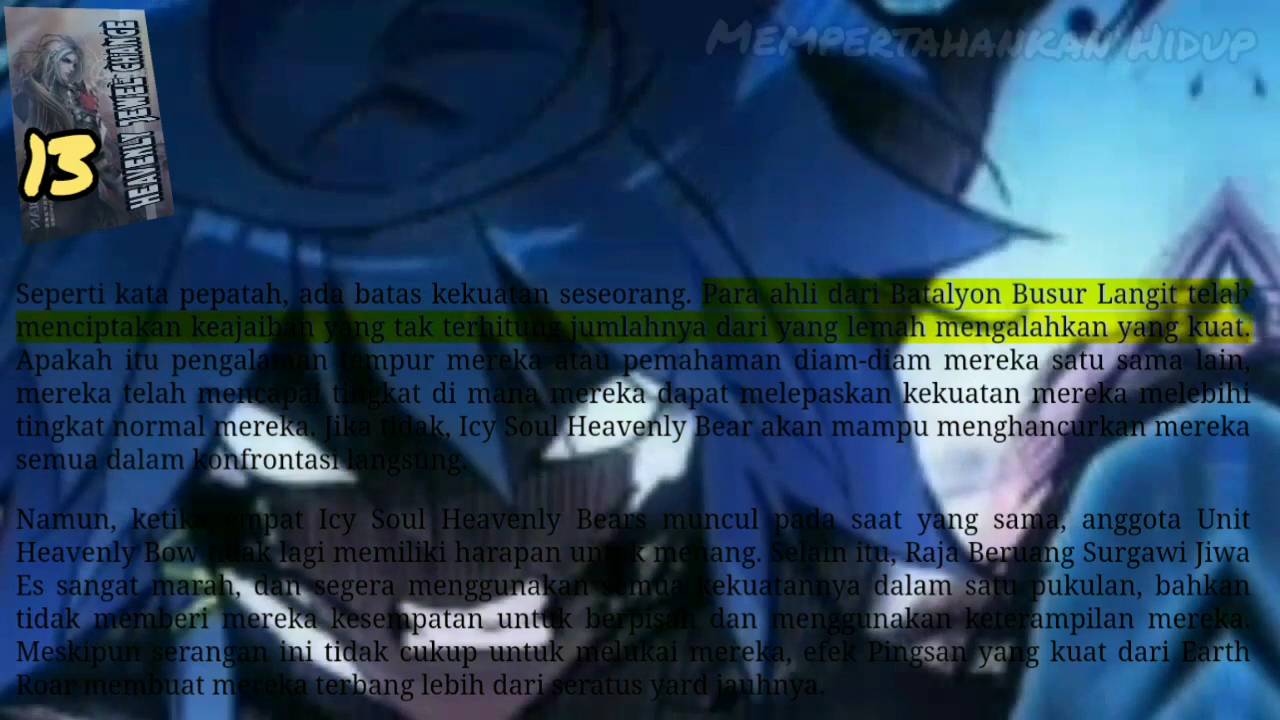 Mempertahankan Hidup
HEAVENLY JEWEL CHANGE
13
Seperti kata pepatah, ada batas kekuatan seseorang. Para ahli dari Batalyon Busur Langit telah
menciptakan keajaiban yang tak terhitung jumlahnya dari yang lemah mengalahkan yang kuat.
Apakah itu pengalaman tempur mereka atau pemahaman diam-diam mereka satu sama lain,
mereka telah mencapai tingkat di mana mereka dapat melepaskan kekuatan mereka melebihi
tingkat normal mereka. Jika tidak, Icy Soul Heavenly Bear akan mampu menghancurkan mereka
semua dalam konfrontasi langsung.
Namun, ketika empat Icy Soul Heavenly Bears muncul pada saat yang sama, anggota Unit
Heavenly Bow tidak lagi memiliki harapan untuk menang. Selain itu, Raja Beruang Surgawi Jiwa
Es sangat marah, dan segera menggunakan semua kekuatannya dalam satu pukulan, bahkan
tidak memberi mereka kesempatan untuk berpisah dan menggunakan keterampilan mereka.
Meskipun serangan ini tidak cukup untuk melukai mereka, efek Pingsan yang kuat dari Earth
Roar membuat mereka terbang lebih dari seratus yard jauhnya.